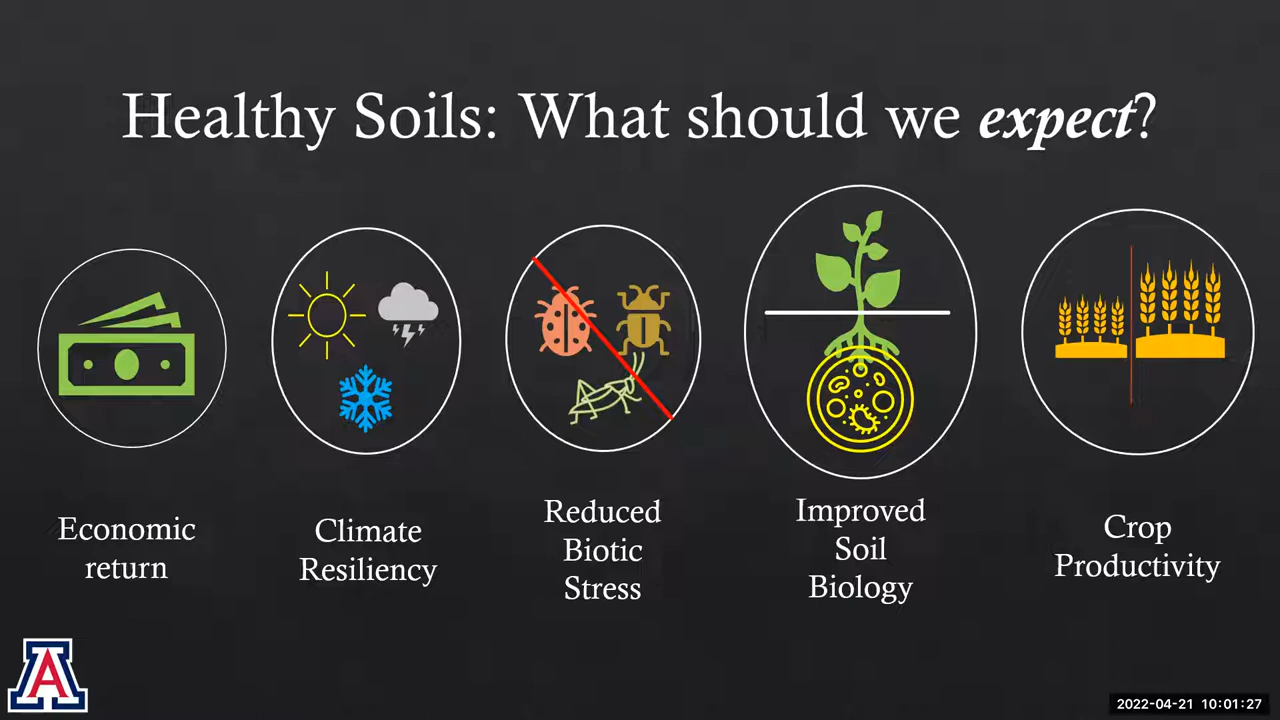 Healthy Soils: What should we expect?
Economic
return
Climate
Resiliency
Reduced
Biotic
Stress
Improved
Soil
Biology
Crop
Productivity
A
2022-04-21 10:01:27